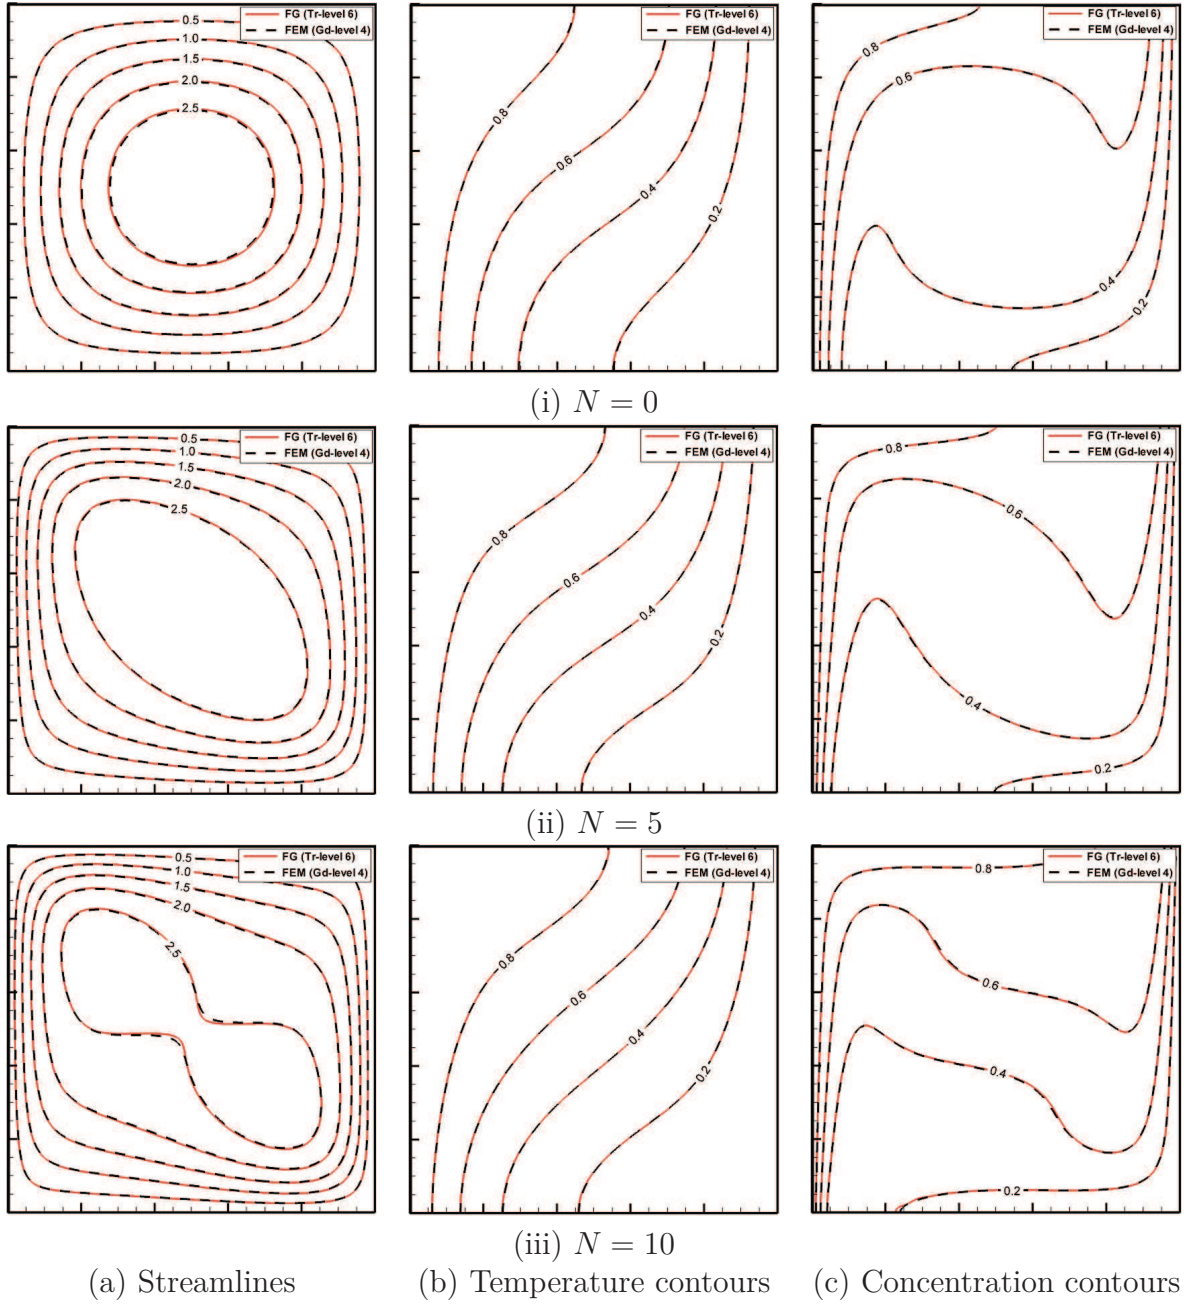 FG (Tr-level 6)
FEM (Gd-level 4)
0.5
1.0
1.5
2.0
2.5
FG (Tr-level 6)
FEM (Gd-level 4)
0.8
0.6
0.4
0.2
FG (Tr-level 6)
FEM (Gd-level 4)
0.8
0.6
0.4
0.2
(i) N = 0
FG (Tr-level 6)
FEM (Gd-level 4)
0.5
1.0
1.5
2.0
2.5
FG (Tr-level 6)
FEM (Gd-level 4)
0.8
0.6
0.4
0.2
FG (Tr-level 6)
FEM (Gd-level 4)
0.8
0.6
0.4
0.2
(ii) N = 5
FG (Tr-level 6)
FEM (Gd-level 4)
0.5
1.0
1.5
2.0
2.5
FG (Tr-level 6)
FEM (Gd-level 4)
0.8
0.6
0.4
0.2
FG (Tr-level 6)
FEM (Gd-level 4)
0.8
0.6
0.4
0.2
(iii) N = 10
(a) Streamlines
(b) Temperature contours
(c) Concentration contours